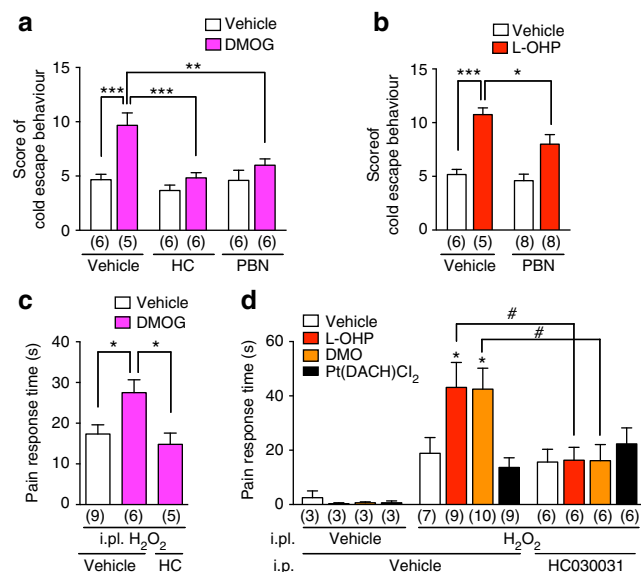 a
Vehicle
DMOG
Score of
cold escape behaviour
15
10
5
0
***
***
**
(6) (5) (6) (6) (6) (6)
Vehicle HC PBN
b
Vehicle
L-OHP
Scoreof
cold escape behaviour
15
10
5
0
***
*
(6) (5) (8) (8)
Vehicle PBN
c
Vehicle
DMOG
Pain response time (s)
40
30
20
10
0
* *
(9) (6) (5)
i.pl. H2O2
Vehicle HC
d
Vehicle
L-OHP
DMO
Pt(DACH)Cl2
Pain response time (s)
60
40
20
0
#
#
* *
(3) (3) (3) (3) (7) (9) (10) (9) (6) (6) (6) (6)
i.pl. Vehicle H2O2
i.p. Vehicle HC030031